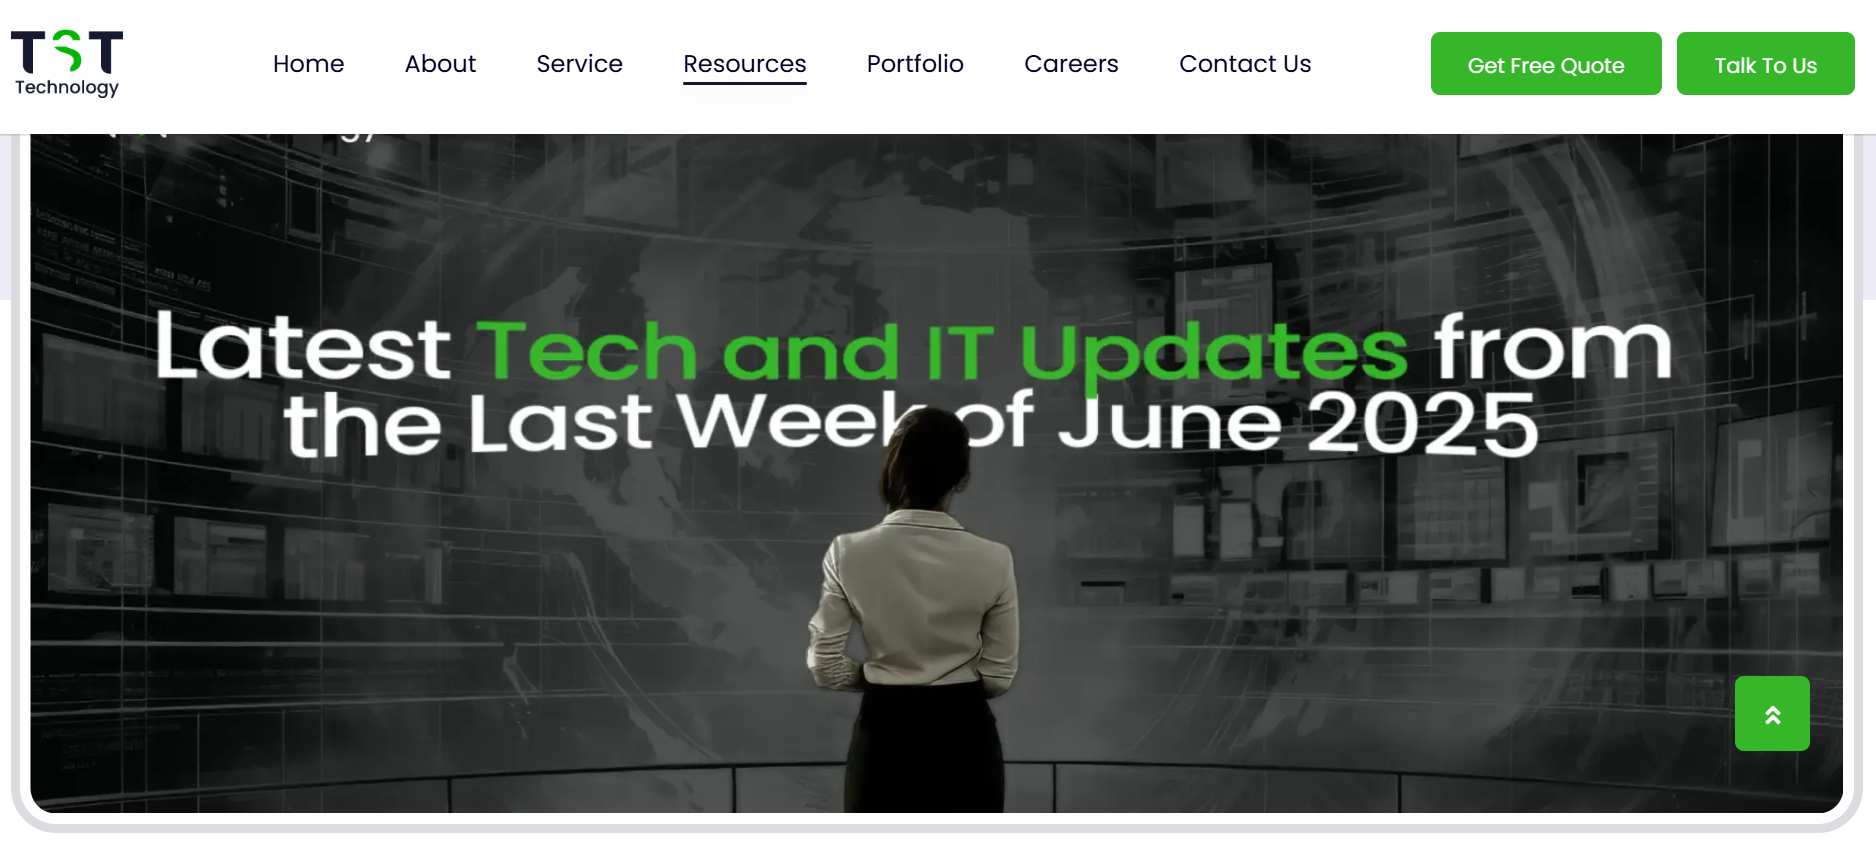 TST
Technology
Home About Service Resources Portfolio Careers Contact Us Get Free Quote Talk To Us
Latest Tech and IT Updates from
the Last Week of June 2025